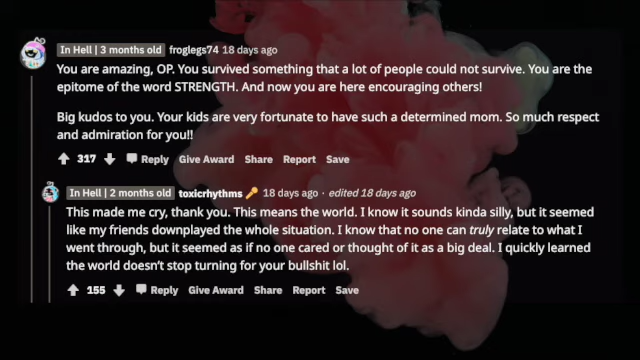 In Hell | 3 months old froglegs74 18 days ago
You are amazing, OP. You survived something that a lot of people could not survive. You are the
epitome of the word STRENGTH. And now you are here encouraging others!
Big kudos to you. Your kids are very fortunate to have such a determined mom. So much respect
and admiration for you!!
317 Reply Give Award Share Report Save
In Hell | 2 months old toxicrhythms 🎤 18 days ago · edited 18 days ago
This made me cry, thank you. This means the world. I know it sounds kinda silly, but it seemed
like my friends downplayed the whole situation. I know that no one can truly relate to what I
went through, but it seemed as if no one cared or thought of it as a big deal. I quickly learned
the world doesn't stop turning for your bullshit lol.
155 Reply Give Award Share Report Save